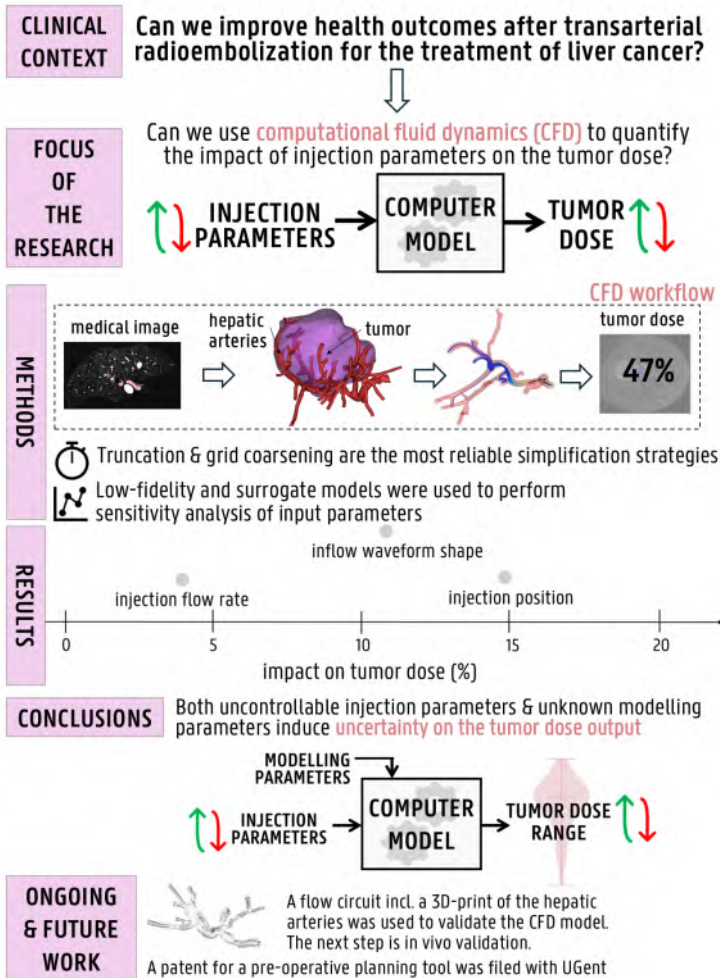 CLINICAL
CONTEXT
Can we improve health outcomes after transarterial
radioembolization for the treatment of liver cancer?
FOCUS
OF
THE
RESEARCH
Can we use computational fluid dynamics (CFD) to quantify
the impact of injection parameters on the tumor dose?
INJECTION
PARAMETERS
COMPUTER
MODEL
TUMOR
DOSE
METHODS
CFD workflow
medical image
hepatic
arteries
tumor
tumor dose
47%
Truncation & grid coarsening are the most reliable simplification strategies
Low-fidelity and surrogate models were used to perform
sensitivity analysis of input parameters
RESULTS
inflow waveform shape
injection flow rate
injection position
0
5
10
15
20
impact on tumor dose (%)
CONCLUSIONS
Both uncontrollable injection parameters & unknown modelling
parameters induce uncertainty on the tumor dose output
MODELLING
PARAMETERS
INJECTION
PARAMETERS
COMPUTER
MODEL
TUMOR DOSE
RANGE
ONGOING
& FUTURE
WORK
A flow circuit incl. a 3D-print of the hepatic
arteries was used to validate the CFD model.
The next step is in vivo validation.
A patent for a pre-operative planning tool was filed with UGent